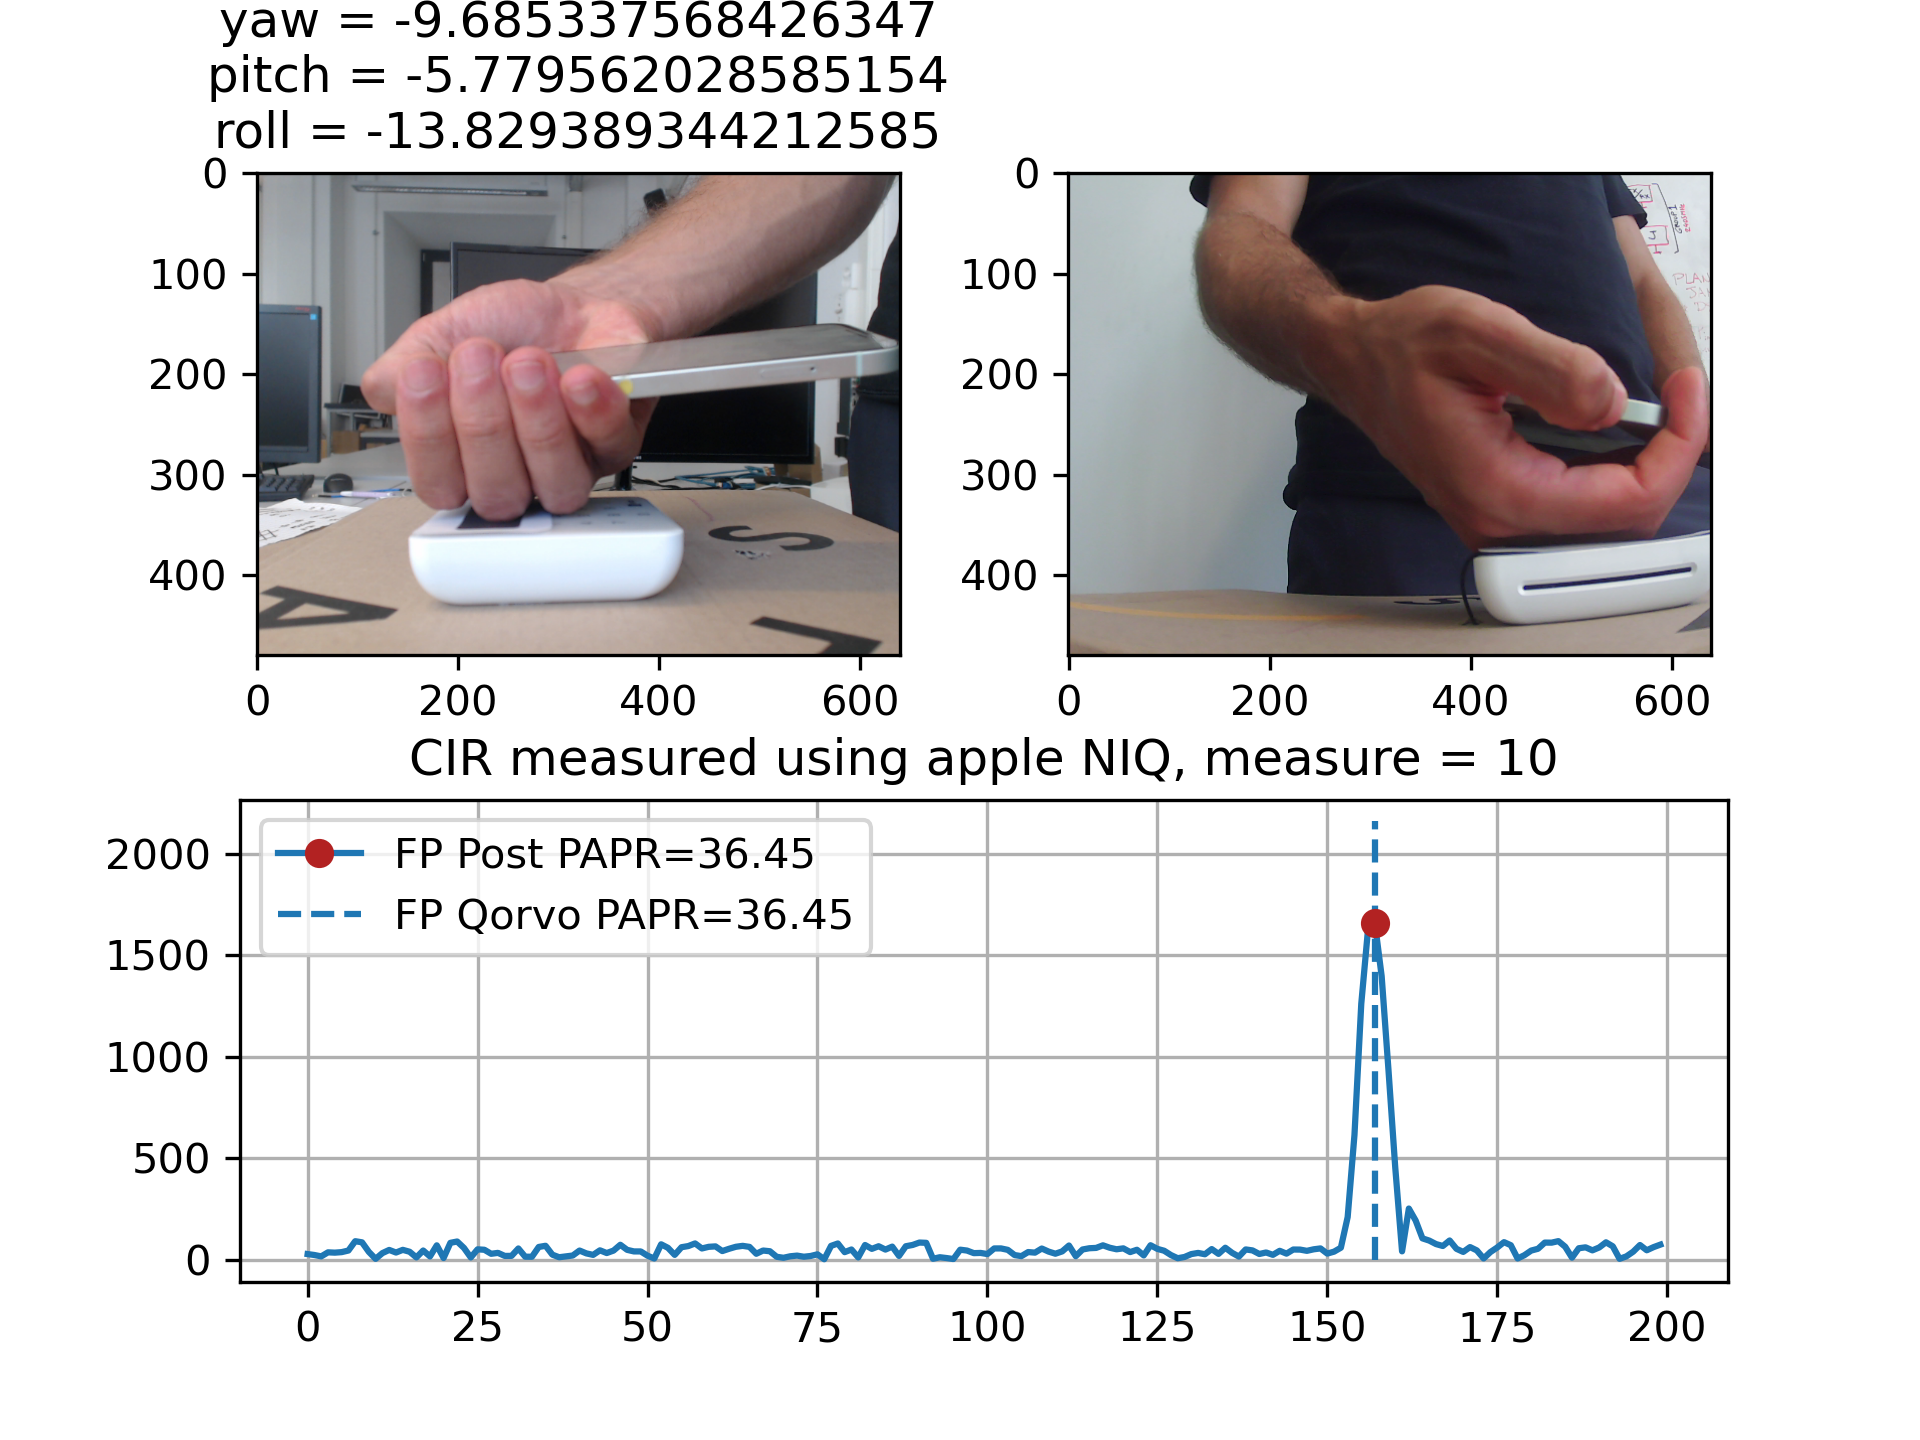 yaw = -9.685337568426347
pitch = -5.779562028585154
roll = -13.829389344212585
0
100
200
300
400
0 200 400 600
S
A
0
100
200
300
400
0 200 400 600
CIR measured using apple NIQ, measure = 10
2000
1500
1000
500
0
FP Post PAPR=36.45
FP Qorvo PAPR=36.45
0 25 50 75 100 125 150 175 200